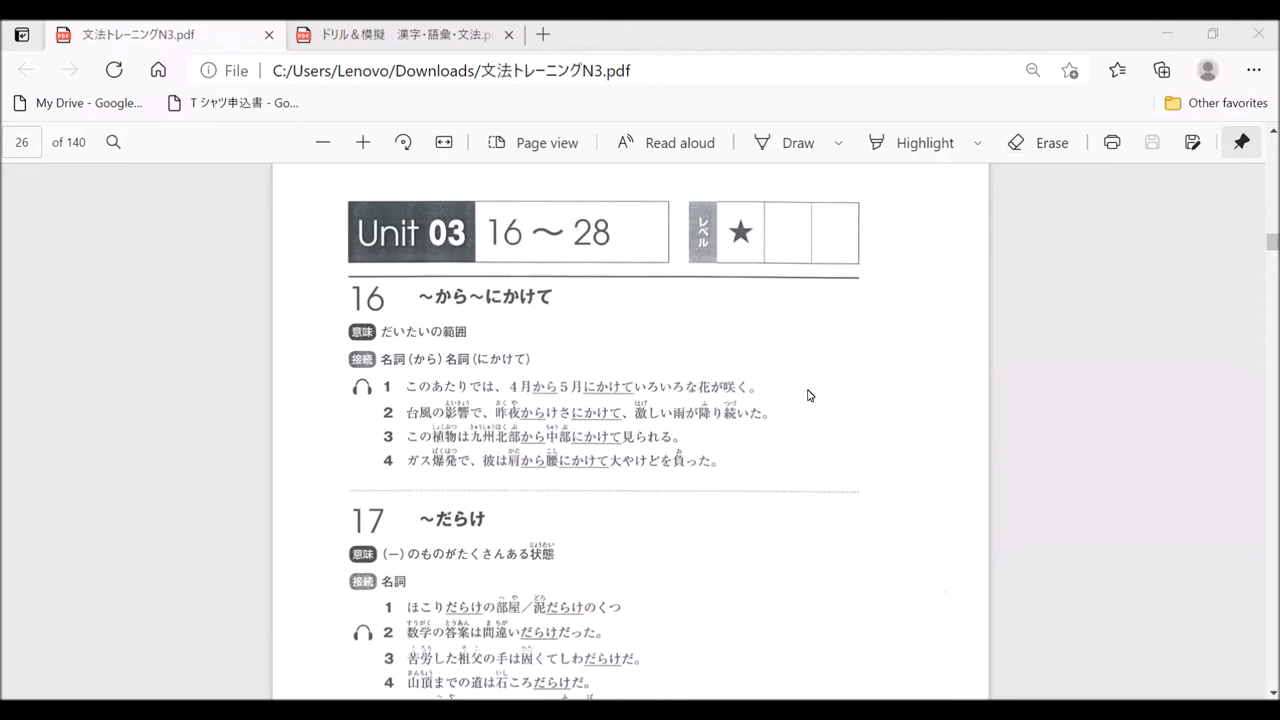 文法トレーニングN3.pdf
ドリル＆模擬　漢字・語彙・文法.p
File
C:/Users/Lenovo/Downloads/文法トレーニングN3.pdf
My Drive - Google...
Tシャツ申込書 - Go...
Other favorites
26 of 140
Page view
Read aloud
Draw
Highlight
Erase
Unit 03 16 ～ 28 レベル ★
16 ～から～にかけて
意味 だいたいの範囲
接続 名詞（から）名詞（にかけて）
1 このあたりでは、４月から５月にかけていろいろな花が咲く。
2 台風の影響で、昨夜からけさにかけて、激しい雨が降り続いた。
3 この植物は九州北部から中部にかけて見られる。
4 ガス爆発で、彼は肩から腰にかけて大やけどを負った。
17 ～だらけ
意味 （－）のものがたくさんある状態
接続 名詞
1 ほこりだらけの部屋／泥だらけのくつ
2 数学の答案は間違いだらけだった。
3 苦労した祖父の手は固くてしわだらけだ。
4 山頂までの道は石ころだらけだ。